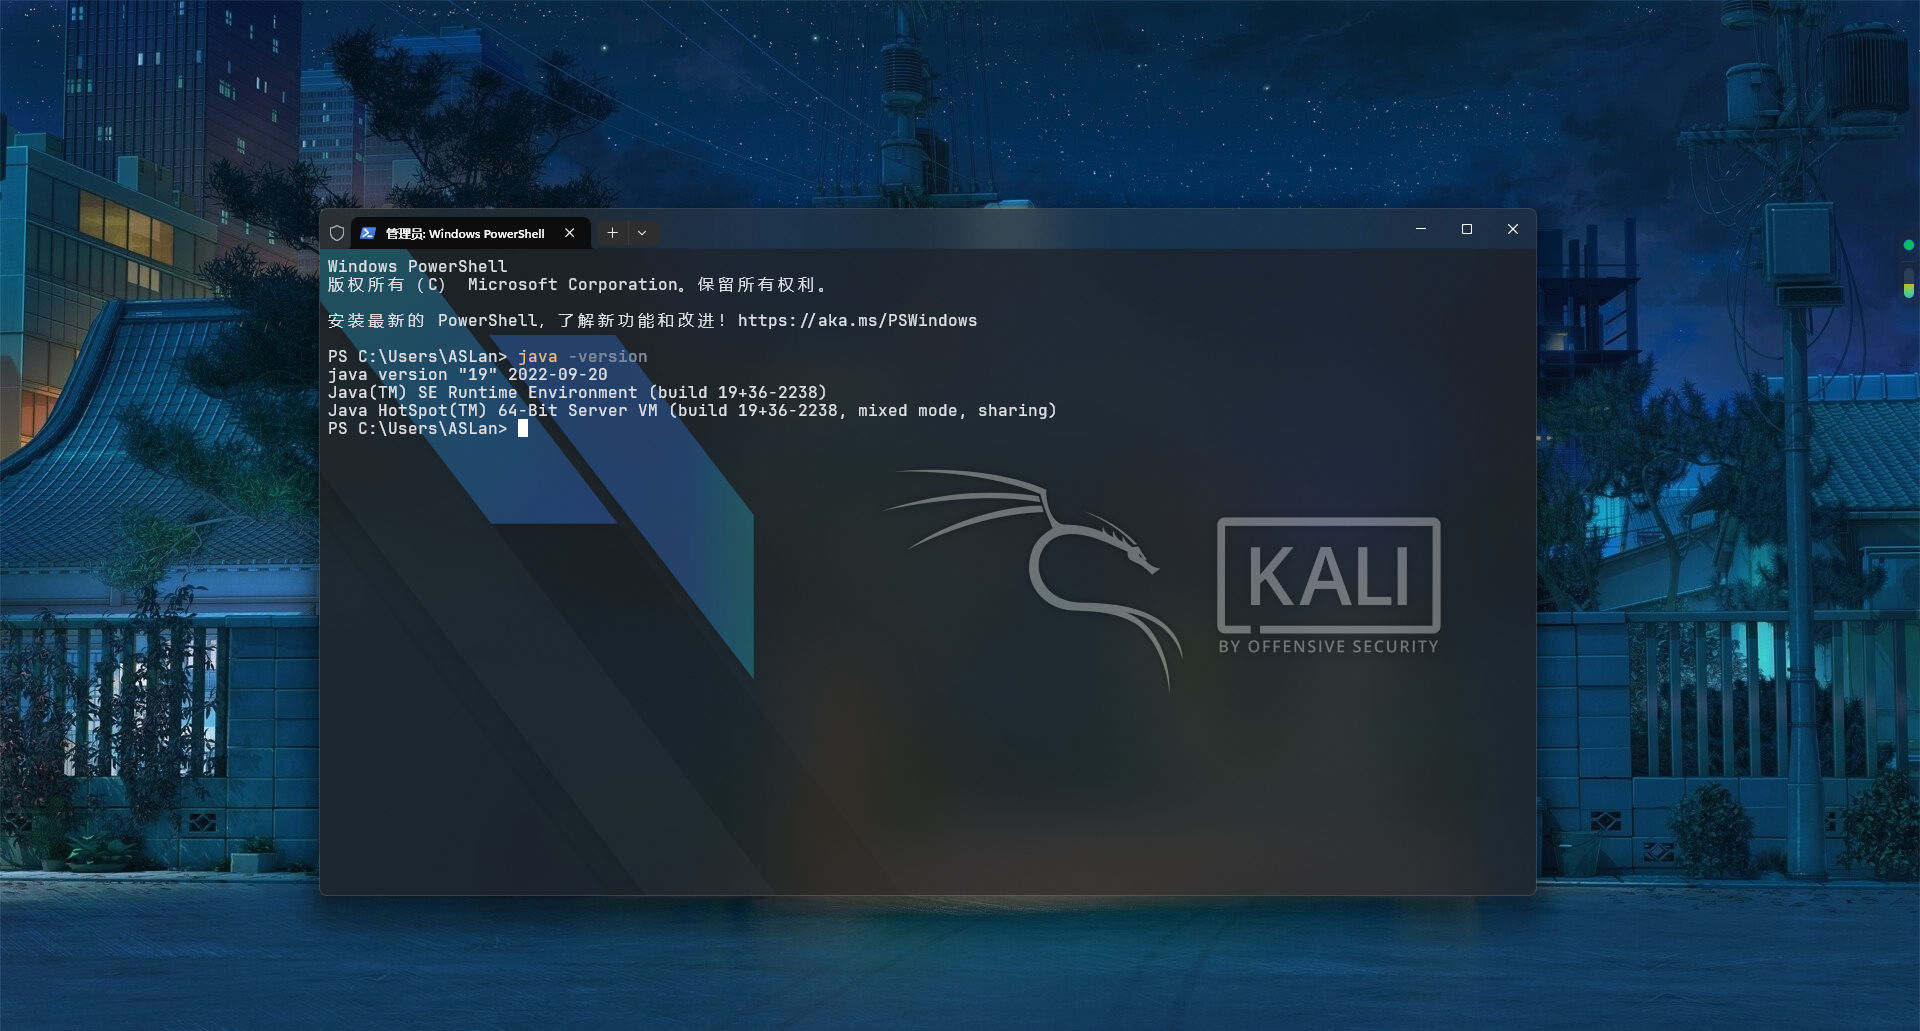 管理员: Windows PowerShell
Windows PowerShell
版权所有 (C) Microsoft Corporation。保留所有权利。
安装最新的 PowerShell，了解新功能和改进！https://aka.ms/PSWindows
PS C:\Users\ASLan> java -version
java version "19" 2022-09-20
Java(TM) SE Runtime Environment (build 19+36-2238)
Java HotSpot(TM) 64-Bit Server VM (build 19+36-2238, mixed mode, sharing)
PS C:\Users\ASLan>
KALI
BY OFFENSIVE SECURITY